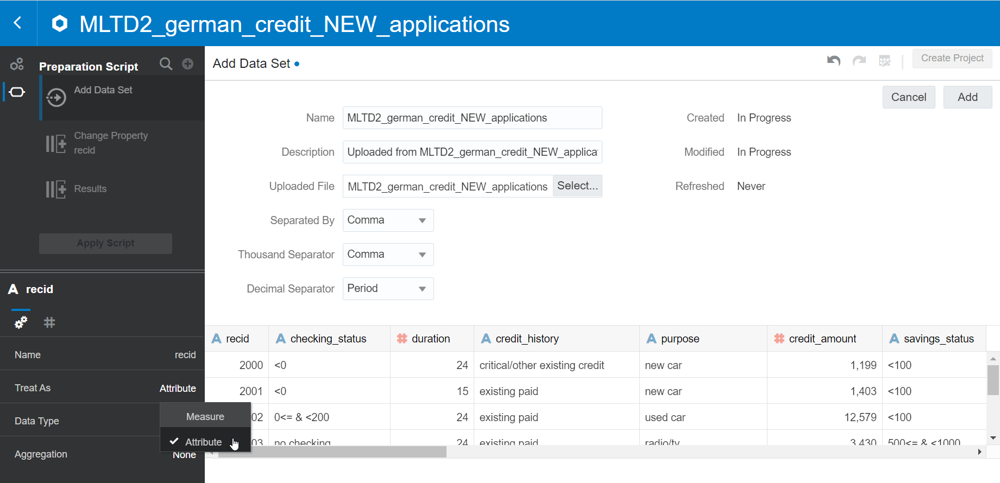 MLTD2_german_credit_NEW_applications
Preparation Script
Add Data Set
Change Property
recid
Results
Apply Script
A recid
Name recid
Treat As Attribute
Data Type
Measure
Attribute
Aggregation None
Add Data Set
Create Project
Cancel Add
Name MLTD2_german_credit_NEW_applications Created In Progress
Description Uploaded from MLTD2_german_credit_NEW_applica Modified In Progress
Uploaded File MLTD2_german_credit_NEW_applications Select... Refreshed Never
Separated By Comma
Thousand Separator Comma
Decimal Separator Period
A recid A checking_status # duration A credit_history A purpose # credit_amount A savings_status
2000 <0 24 critical/other existing credit new car 1,199 <100
2001 <0 15 existing paid new car 1,403 <100
02 0<= & <200 24 existing paid used car 12,579 <100
03 no checking 24 existing paid radio/tv 3,430 500<= & <1000